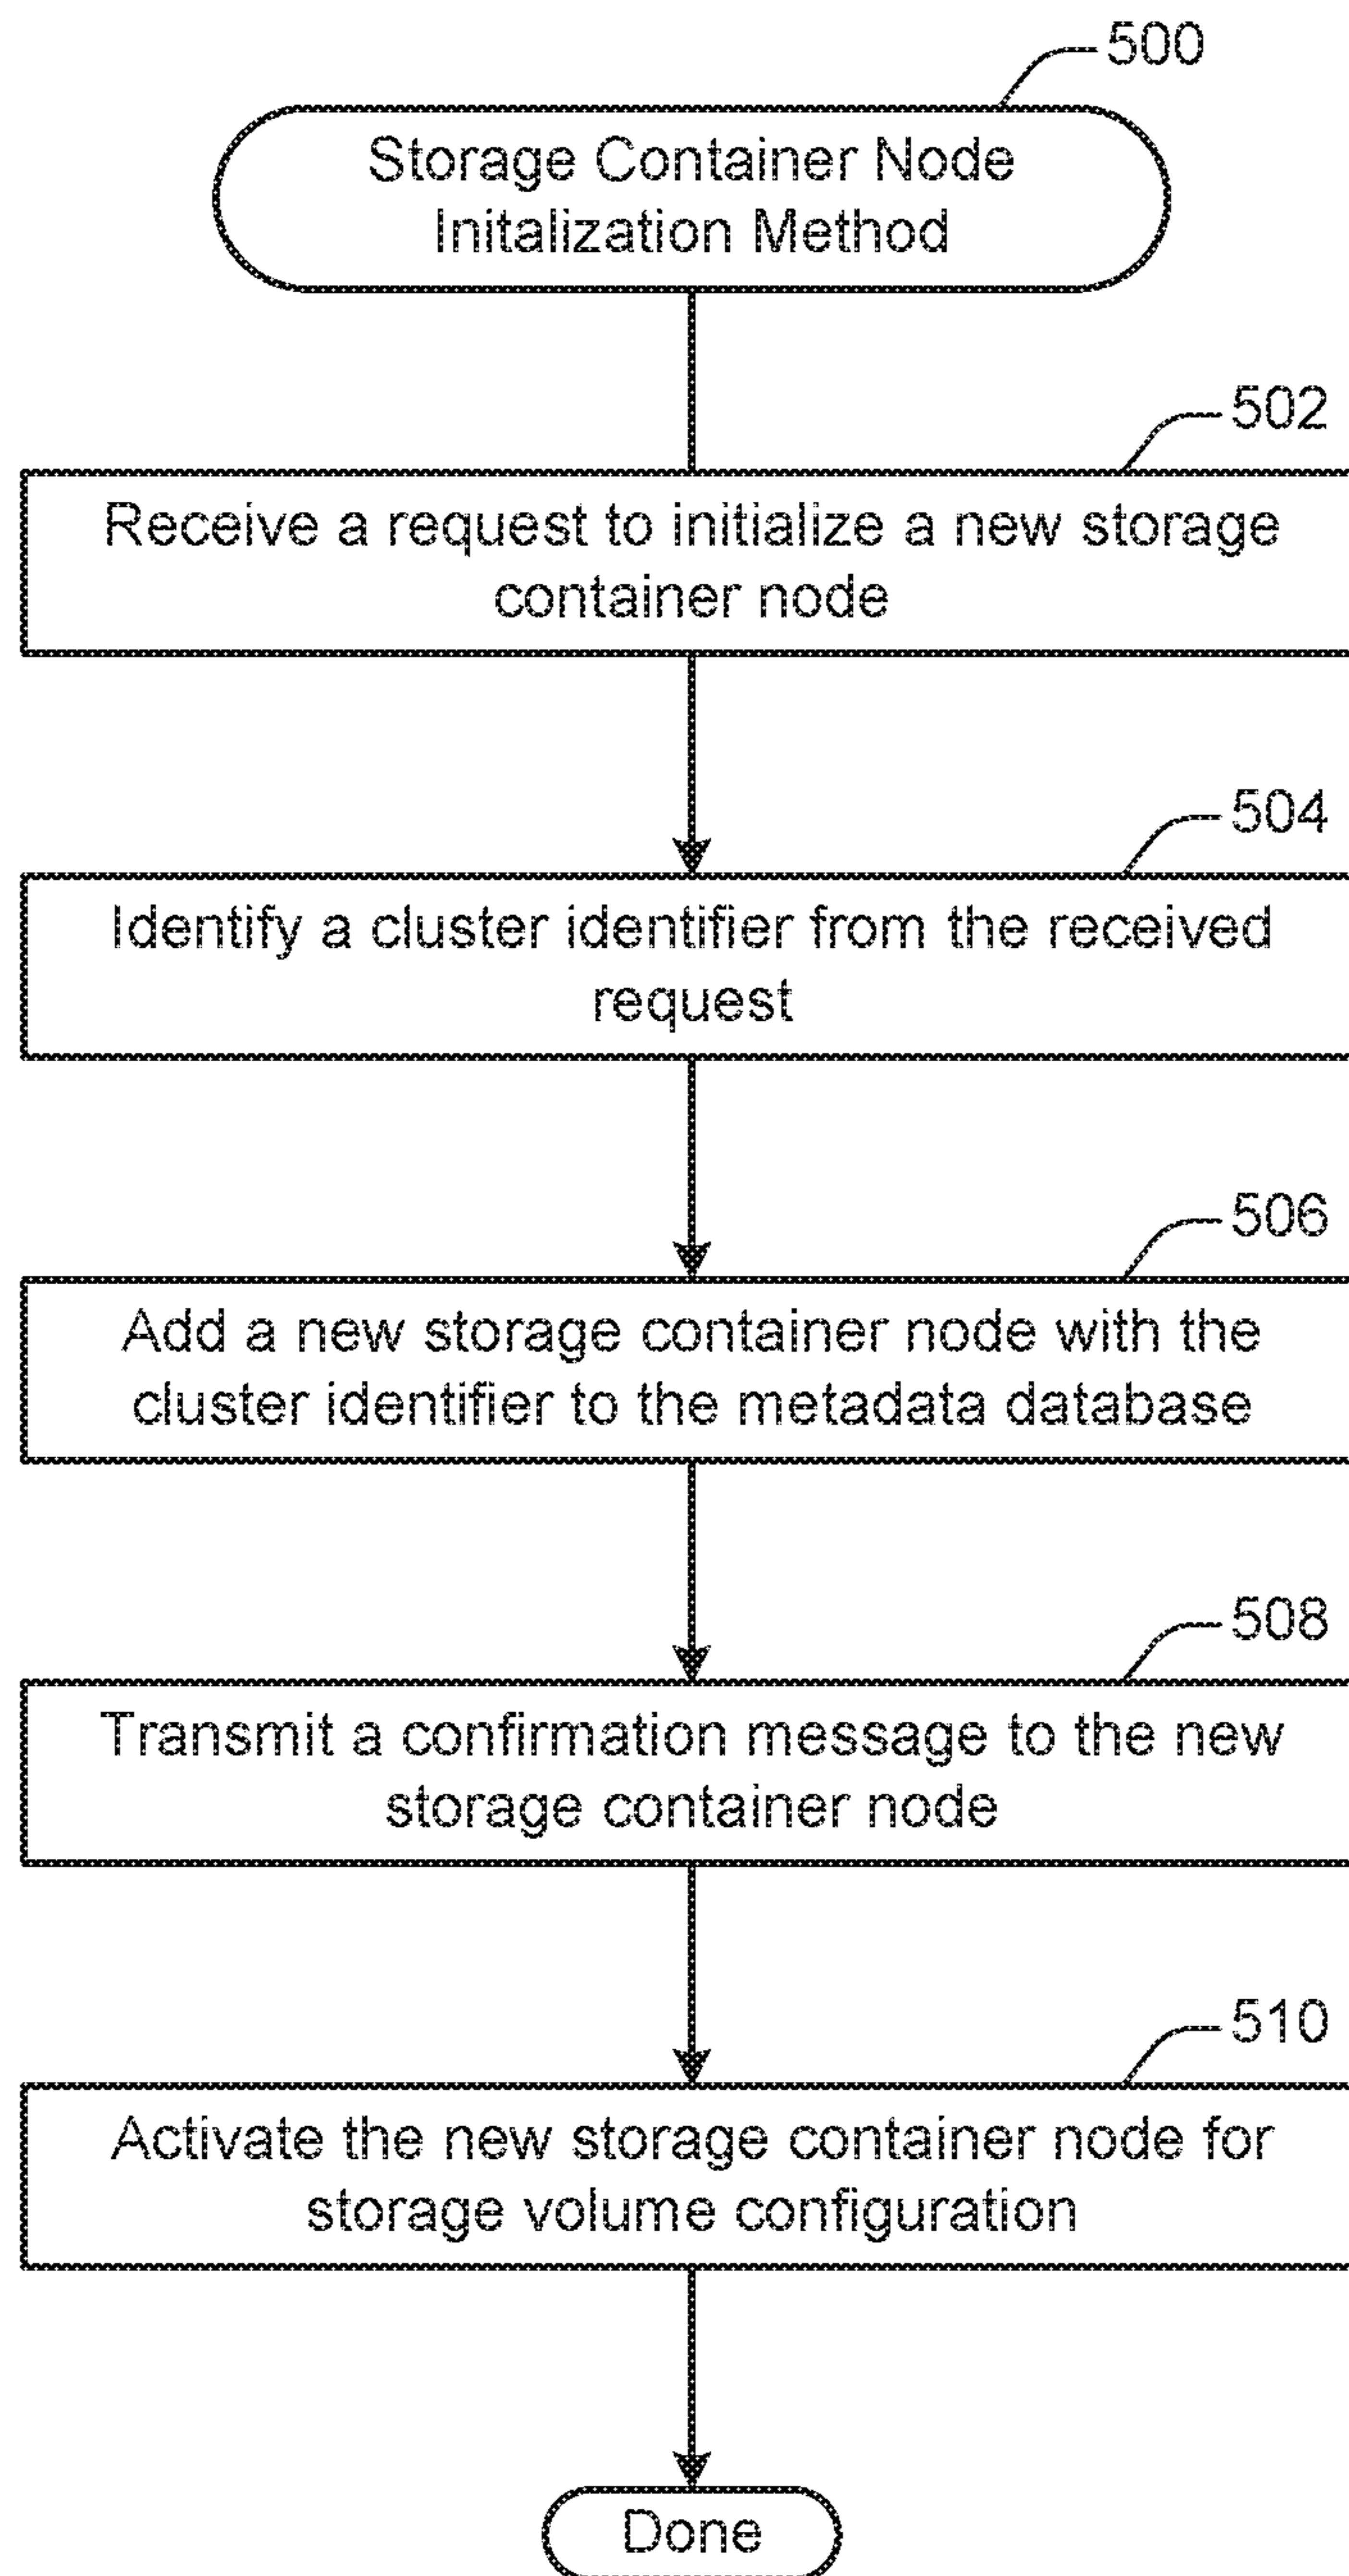 500
Storage Container Node
Initalization Method
502
Receive a request to initialize a new storage
container node
504
Identify a cluster identifier from the received
request
506
Add a new storage container node with the
cluster identifier to the metadata database
508
Transmit a confirmation message to the new
storage container node
510
Activate the new storage container node for
storage volume configuration
Done